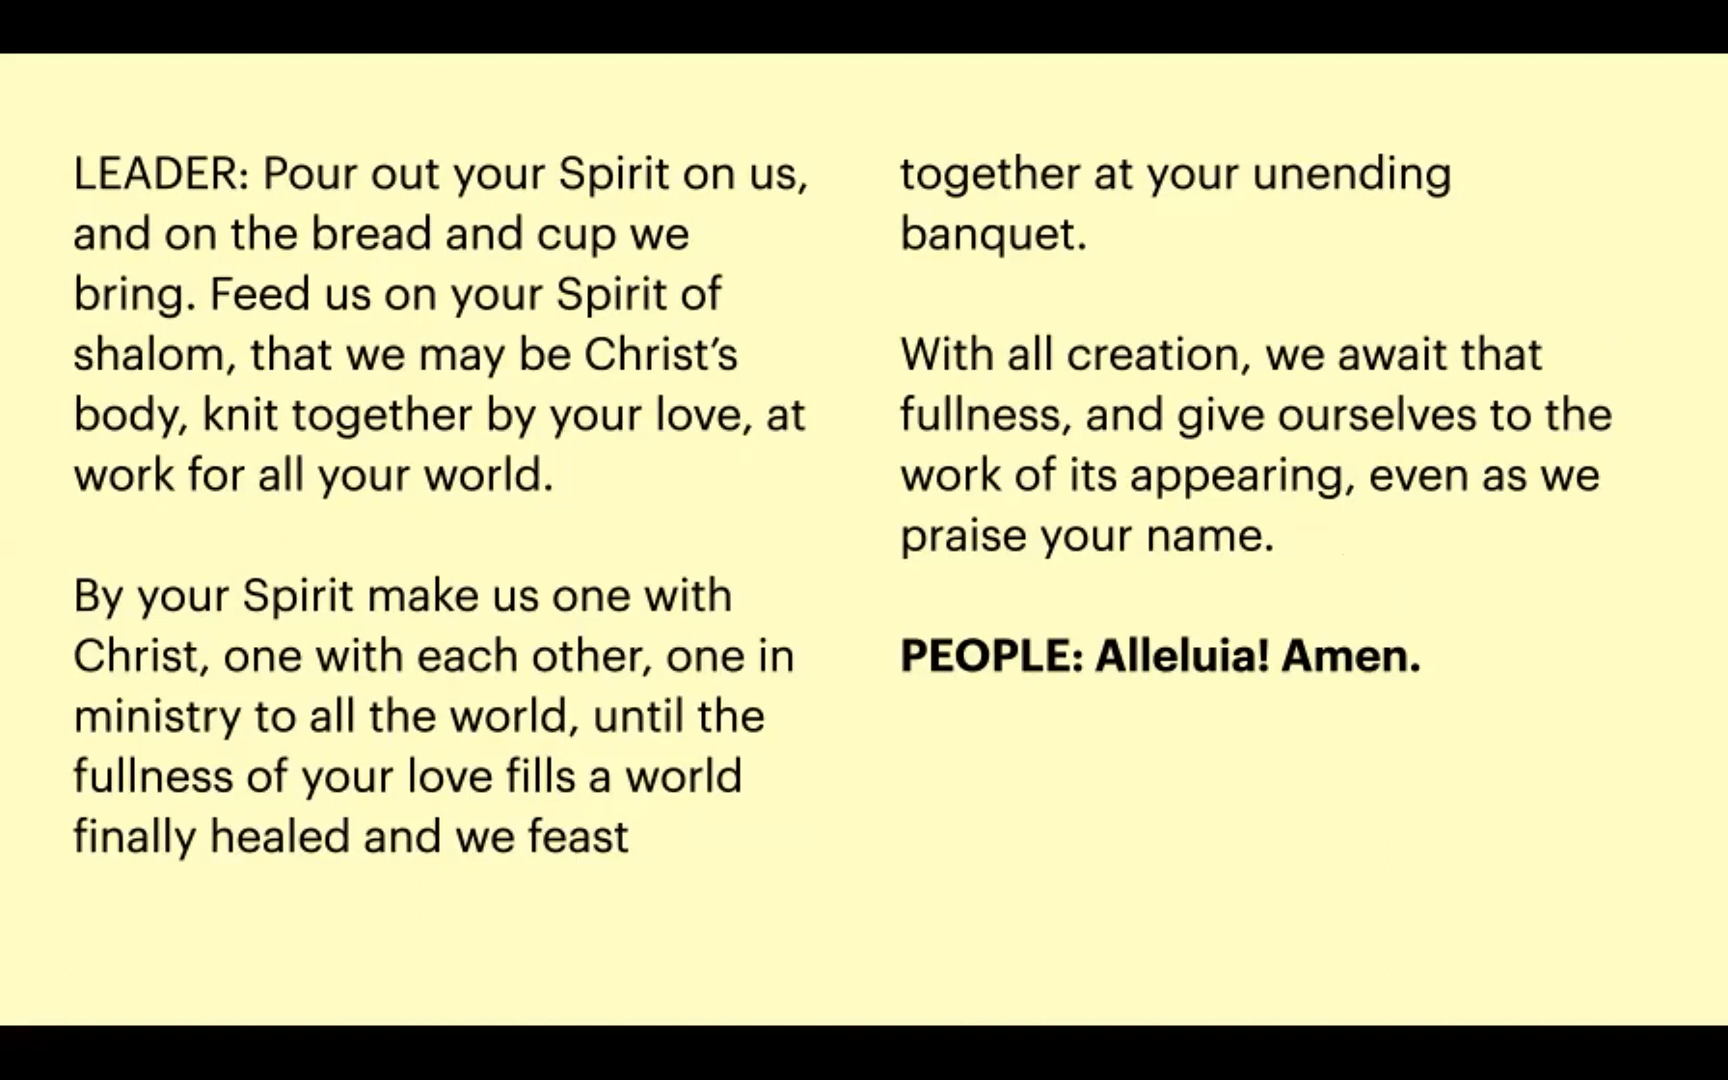 LEADER: Pour out your Spirit on us,
and on the bread and cup we
bring. Feed us on your Spirit of
shalom, that we may be Christ’s
body, knit together by your love, at
work for all your world.
By your Spirit make us one with
Christ, one with each other, one in
ministry to all the world, until the
fullness of your love fills a world
finally healed and we feast
together at your unending
banquet.
With all creation, we await that
fullness, and give ourselves to the
work of its appearing, even as we
praise your name.
PEOPLE: Alleluia! Amen.